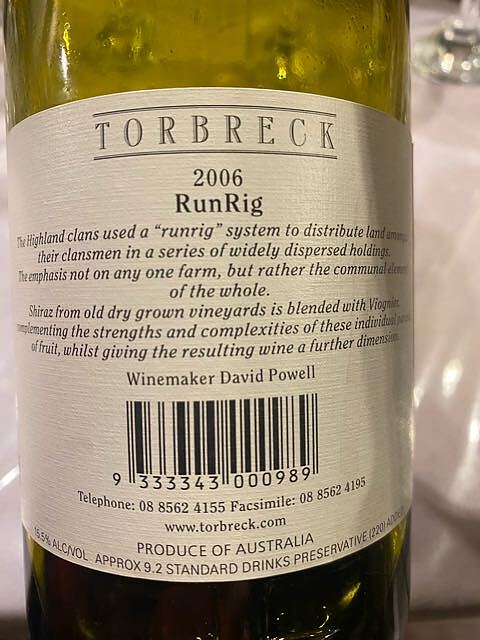 TORBRECK
2006
RunRig
The Highland clans used a "runrig" system to distribute land amongst
their clansmen in a series of widely dispersed holdings.
The emphasis not on any one farm, but rather the communal element
of the whole.
Shiraz from old dry grown vineyards is blended with Viognier,
complementing the strengths and complexities of these individual
of fruit, whilst giving the resulting wine a further dimension.
Winemaker David Powell
9 333343 000989
Telephone: 08 8562 4155 Facsimile: 08 8562 4195
www.torbreck.com
PRODUCE OF AUSTRALIA
15.5% ALC/VOL APPROX 9.2 STANDARD DRINKS PRESERVATIVE (220) ADDED